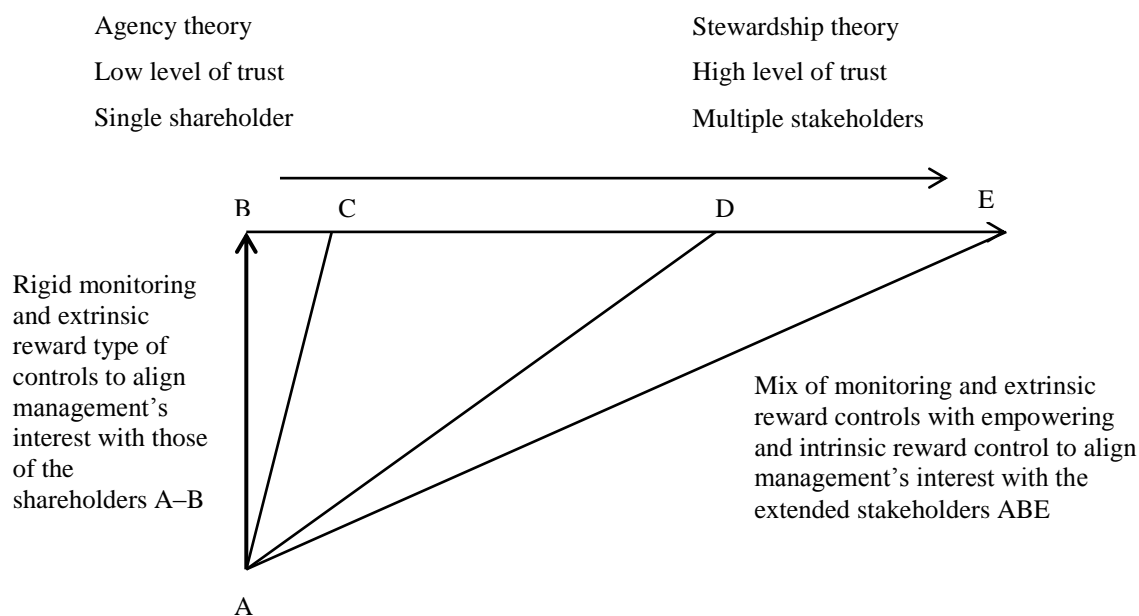 Agency theory
Low level of trust
Single shareholder
Stewardship theory
High level of trust
Multiple stakeholders
B
C
D
E
Rigid monitoring
and extrinsic
reward type of
controls to align
management’s
interest with those
of the
shareholders A–B
Mix of monitoring and extrinsic
reward controls with empowering
and intrinsic reward control to align
management’s interest with the
extended stakeholders ABE
A